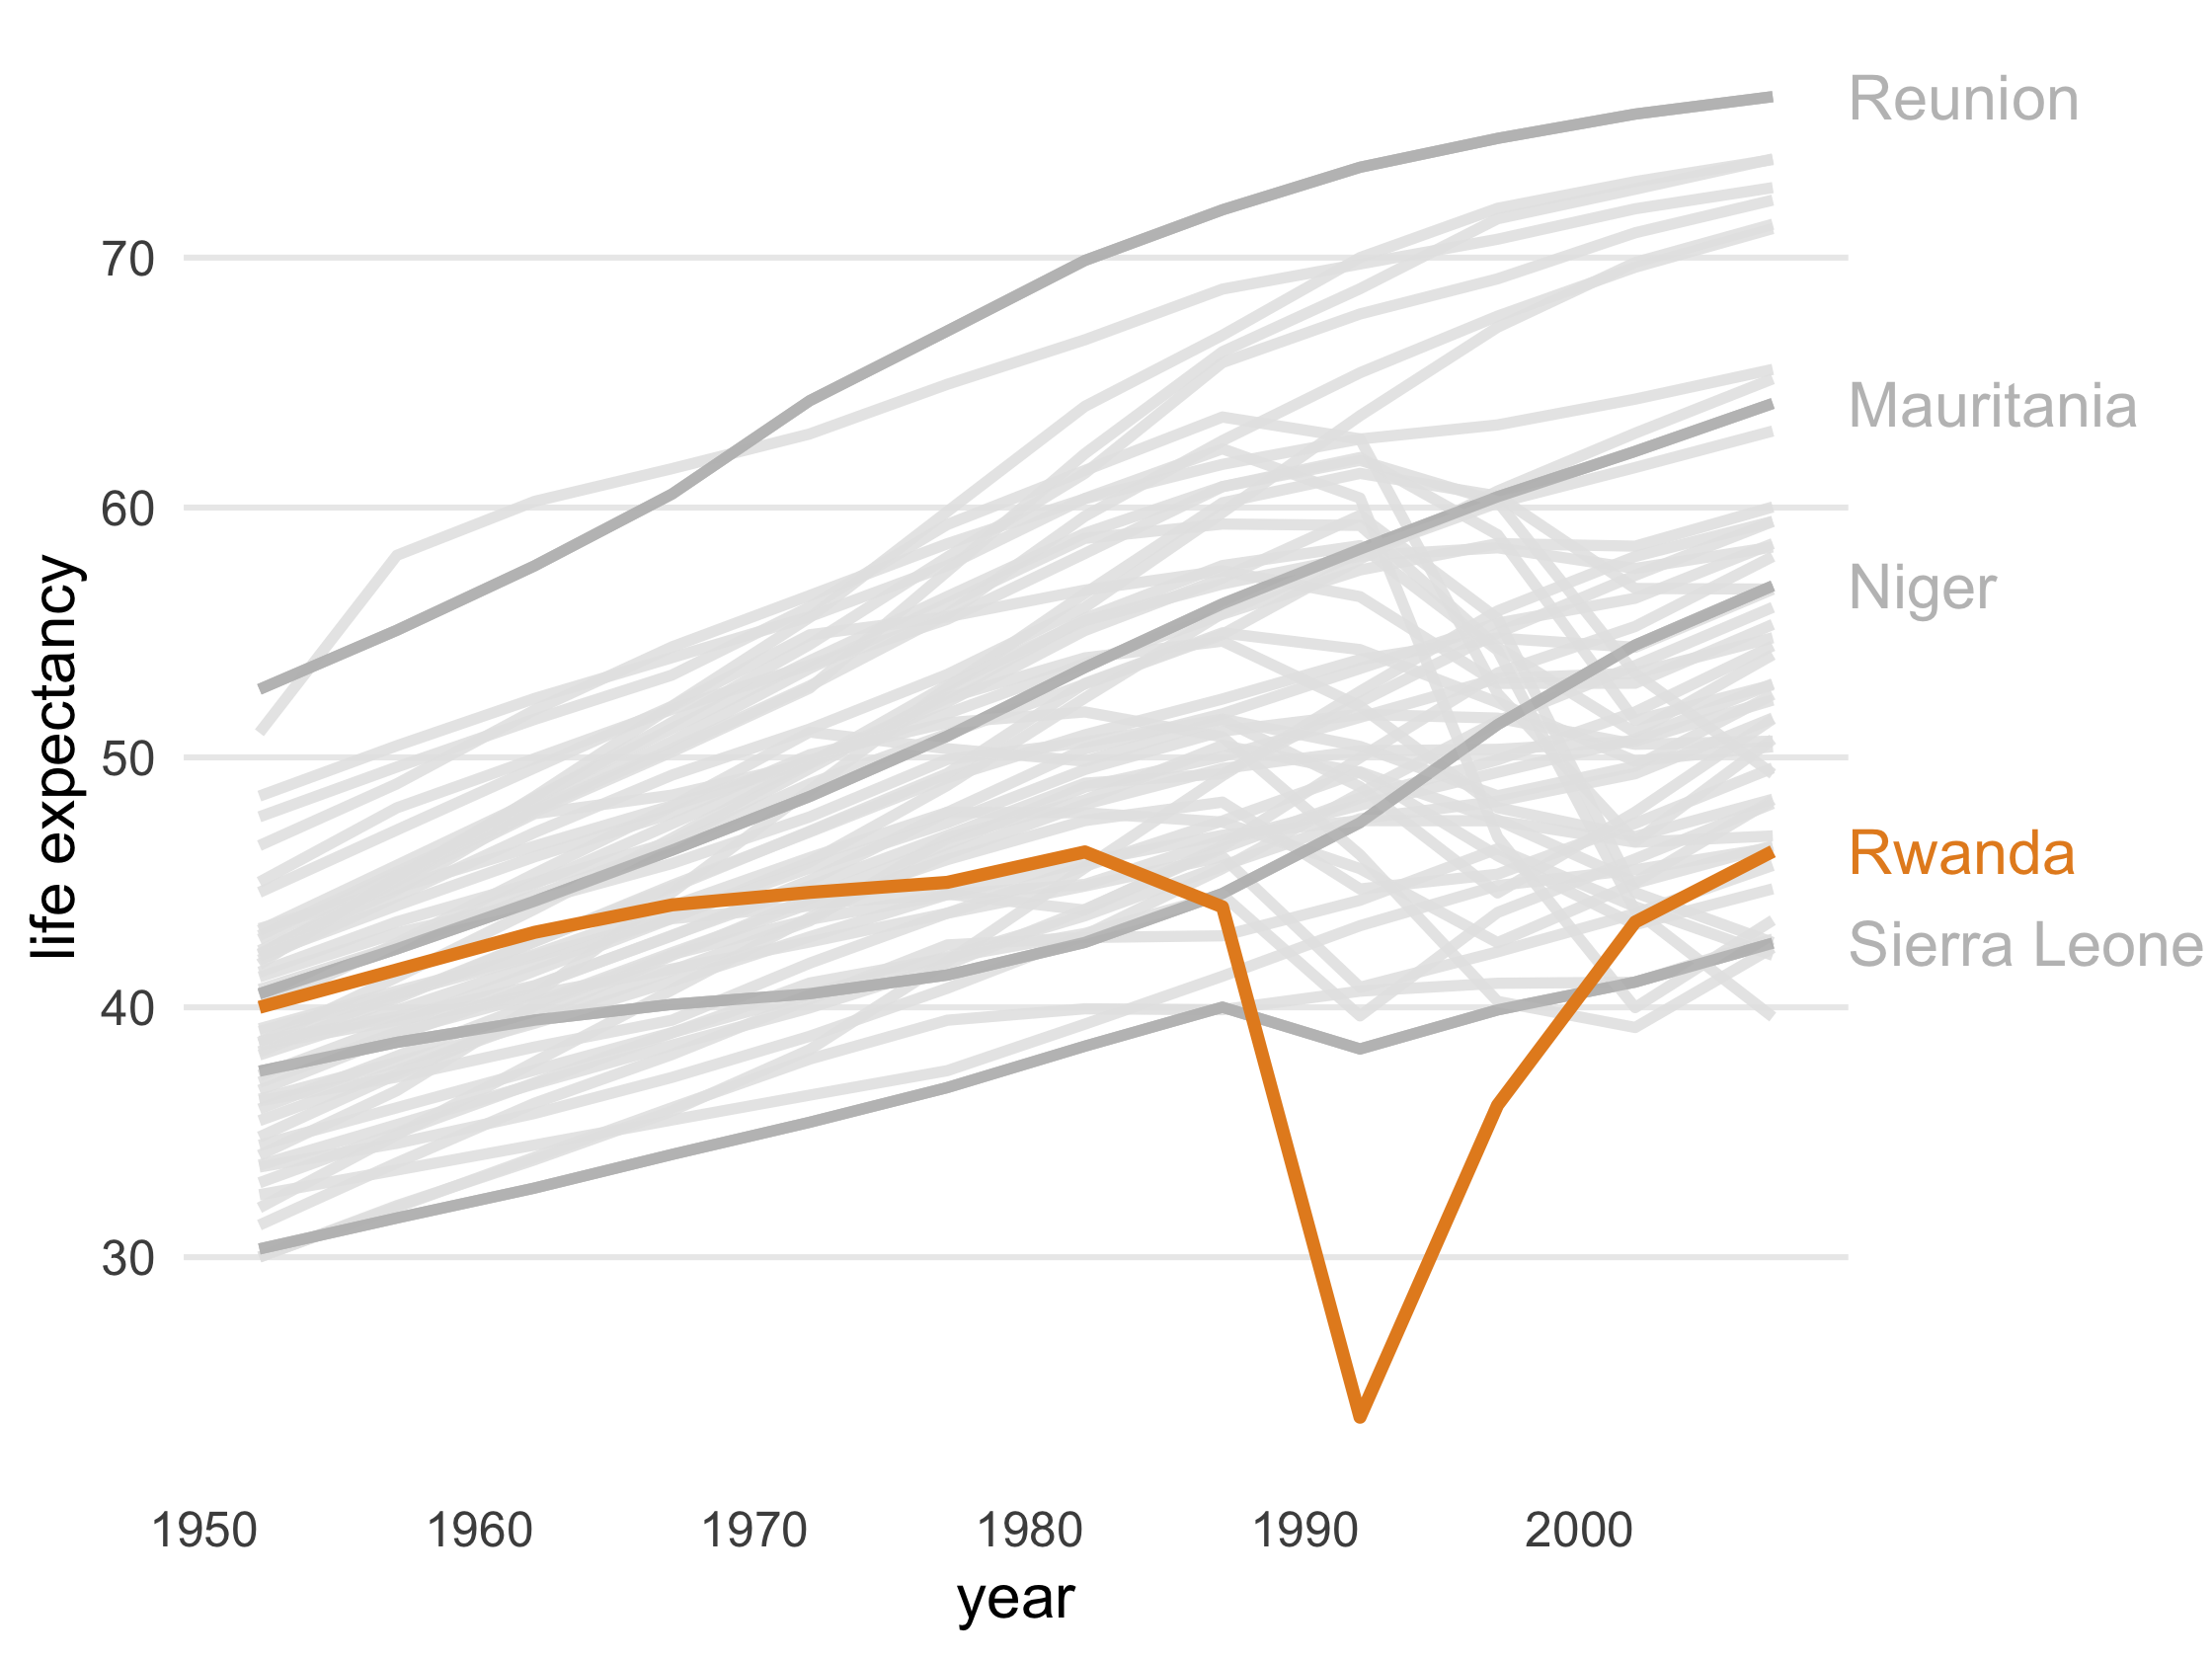 Reunion
70
Mauritania
60
Niger
life expectancy
50
Rwanda
Sierra Leone
40
30
1950 1960 1970 1980 1990 2000
year